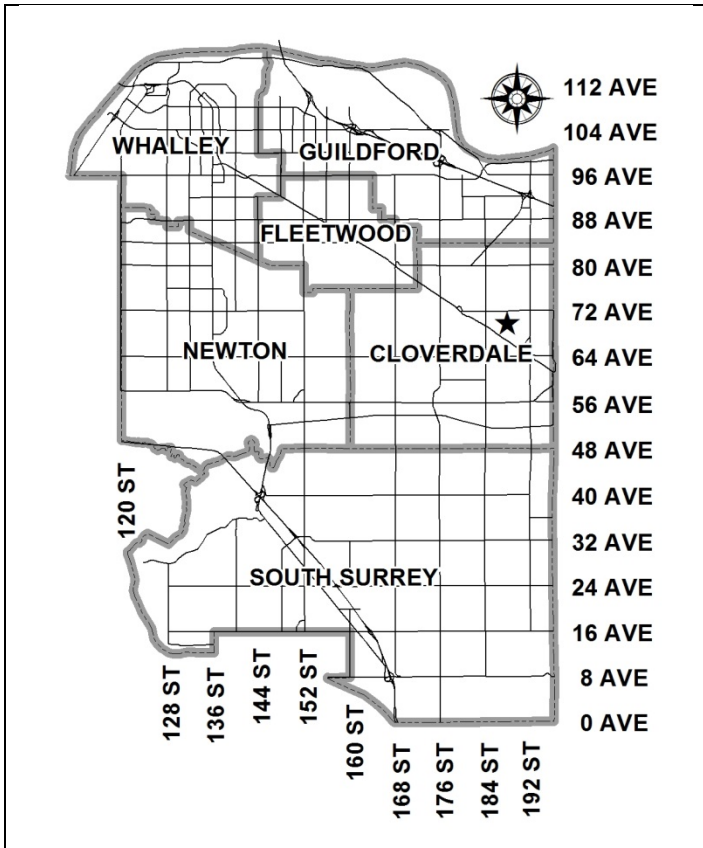 112 AVE
104 AVE
WHALLEY
GUILDFORD
96 AVE
88 AVE
FLEETWOOD
80 AVE
72 AVE
NEWTON
CLOVERDALE
64 AVE
56 AVE
48 AVE
120 ST
40 AVE
32 AVE
SOUTH SURREY
24 AVE
16 AVE
128 ST
136 ST
144 ST
152 ST
160 ST
8 AVE
0 AVE
168 ST
176 ST
184 ST
192 ST